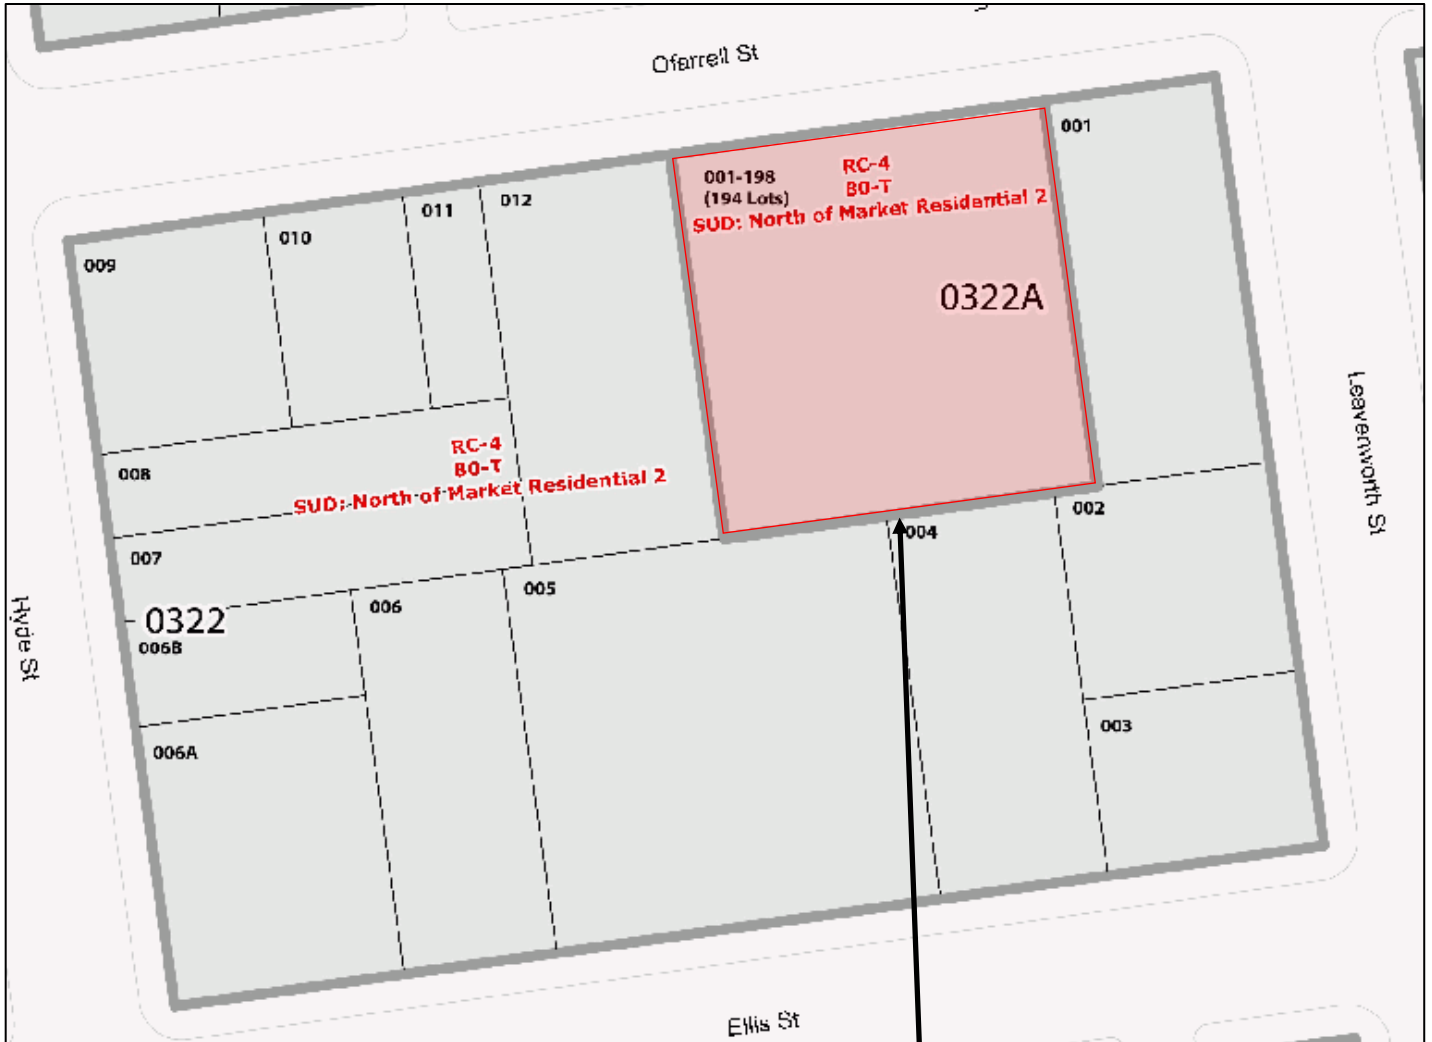 Ofarrell St
001
001-198
(194 Lots)
RC-4
80-T
SUD: North of Market Residential 2
012
011
010
009
0322A
Leavenworth St
RC-4
80-T
SUD: North of Market Residential 2
008
002
004
007
005
006
0322
006B
Hyde St
003
006A
Ellis St